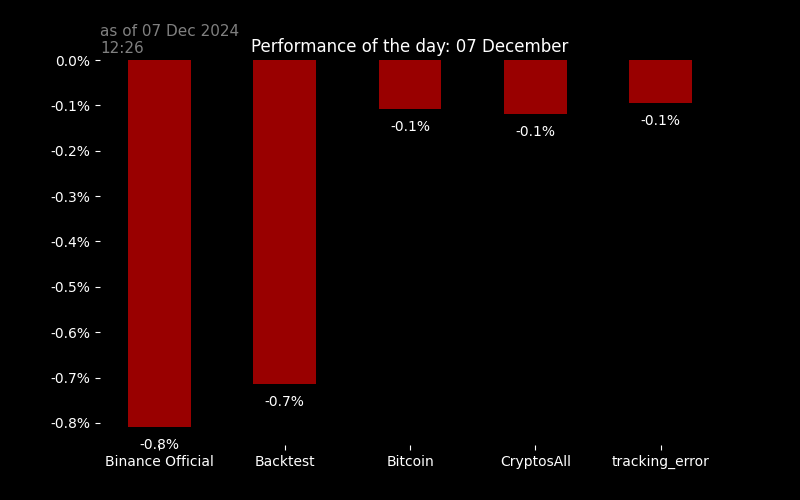 as of 07 Dec 2024
12:26
Performance of the day: 07 December
0.0%
-0.1%
-0.2%
-0.3%
-0.4%
-0.5%
-0.6%
-0.7%
-0.8%
-0.8%
-0.7%
-0.1%
-0.1%
-0.1%
Binance Official
Backtest
Bitcoin
CryptosAll
tracking_error